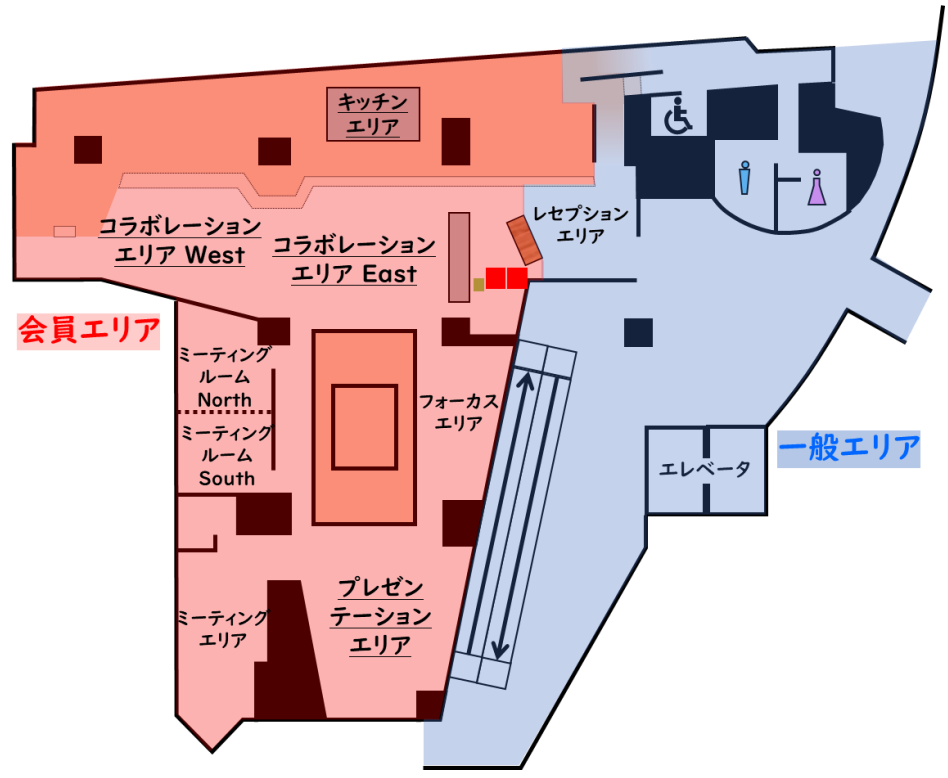 キッチン
エリア
レセプション
エリア
コラボレーション
エリア West
コラボレーション
エリア East
会員エリア
ミーティング
ルーム
North
ミーティング
ルーム
South
フォーカス
エリア
一般エリア
エレベータ
プレゼン
テーション
エリア
ミーティング
エリア